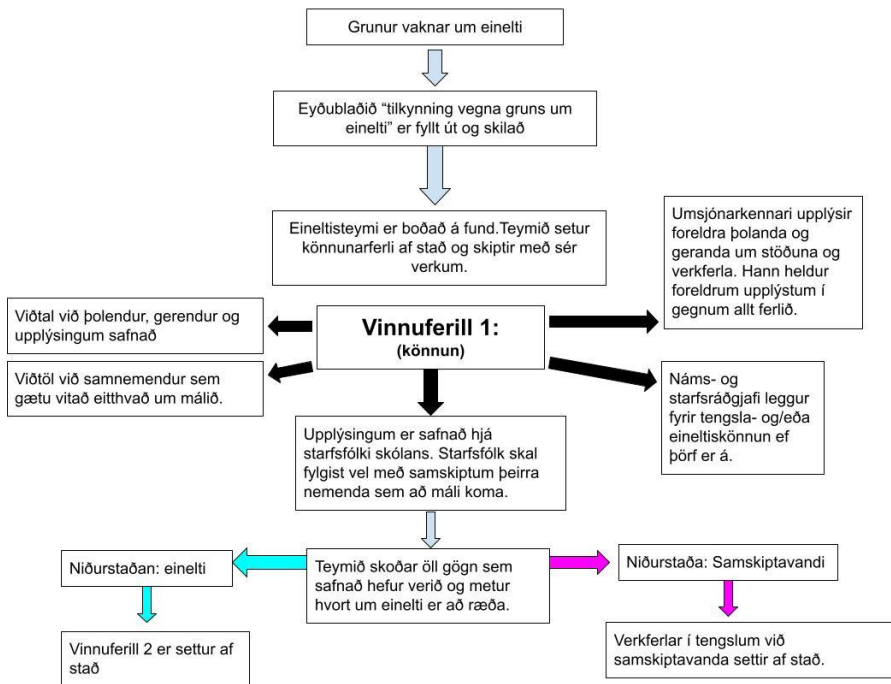 Grunur vaknar um einelti
Eyðublaðið “tilkynning vegna gruns um
einelti” er fyllt út og skilað
Eineltisteymi er boðað á fund.Teymið setur
könnunarferli af stað og skiptir með sér
verkum.
Umsjónarkennari upplýsir
foreldra þolanda og
geranda um stöðuna og
verkferla. Hann heldur
foreldrum upplýstum í
gegnum allt ferlið.
Viðtal við þolendur, gerendur og
upplýsingum safnað
Vinnuferill 1:
(könnun)
Viðtöl við samnemendur sem
gætu vitað eitthvað um málið.
Náms- og
starfsráðgjafi leggur
fyrir tengsla- og/eða
eineltiskönnun ef
þörf er á.
Upplýsingum er safnað hjá
starfsfólki skólans. Starfsfólk skal
fylgist vel með samskiptum þeirra
nemenda sem að máli koma.
Niðurstaðan: einelti
Teymið skoðar öll gögn sem
safnað hefur verið og metur
hvort um einelti er að ræða.
Niðurstaða: Samskiptavandi
Vinnuferill 2 er settur af
stað
Verkferlar í tengslum við
samskiptavanda settir af stað.